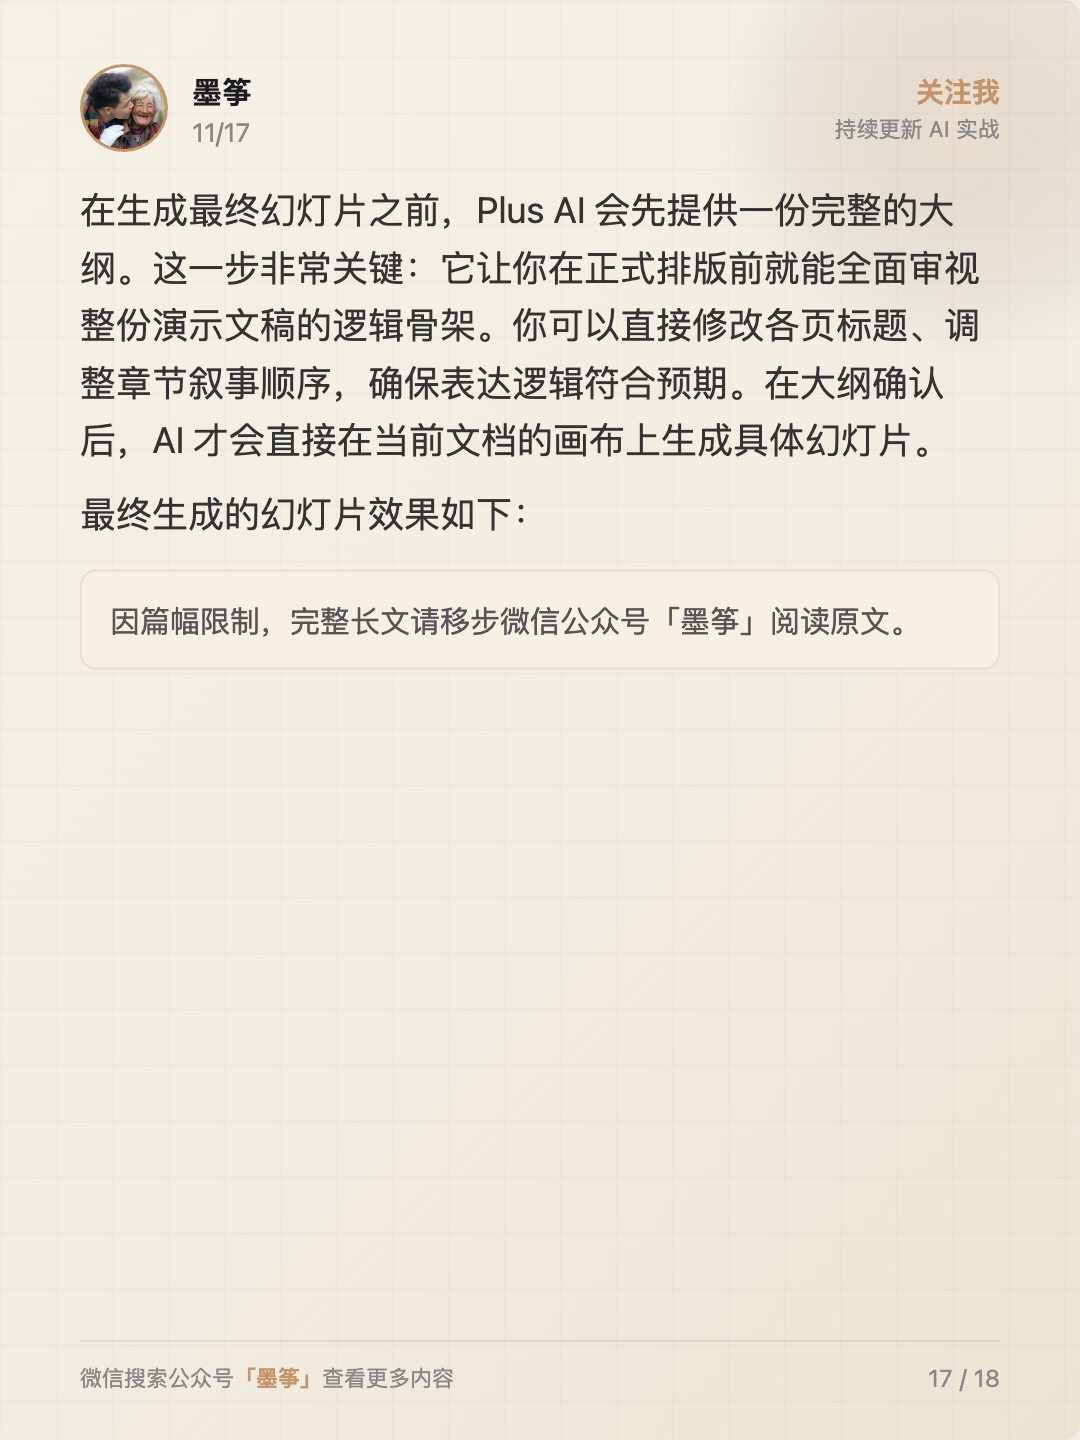 墨筝
11/17
关注我
持续更新 AI 实战
在生成最终幻灯片之前，Plus AI 会先提供一份完整的大
纲。这一步非常关键：它让你在正式排版前就能全面审视
整份演示文稿的逻辑骨架。你可以直接修改各页标题、调
整章节叙事顺序，确保表达逻辑符合预期。在大纲确认
后，AI 才会直接在当前文档的画布上生成具体幻灯片。
最终生成的幻灯片效果如下：
因篇幅限制，完整长文请移步微信公众号「墨筝」阅读原文。
微信搜索公众号「墨筝」查看更多内容
17 / 18